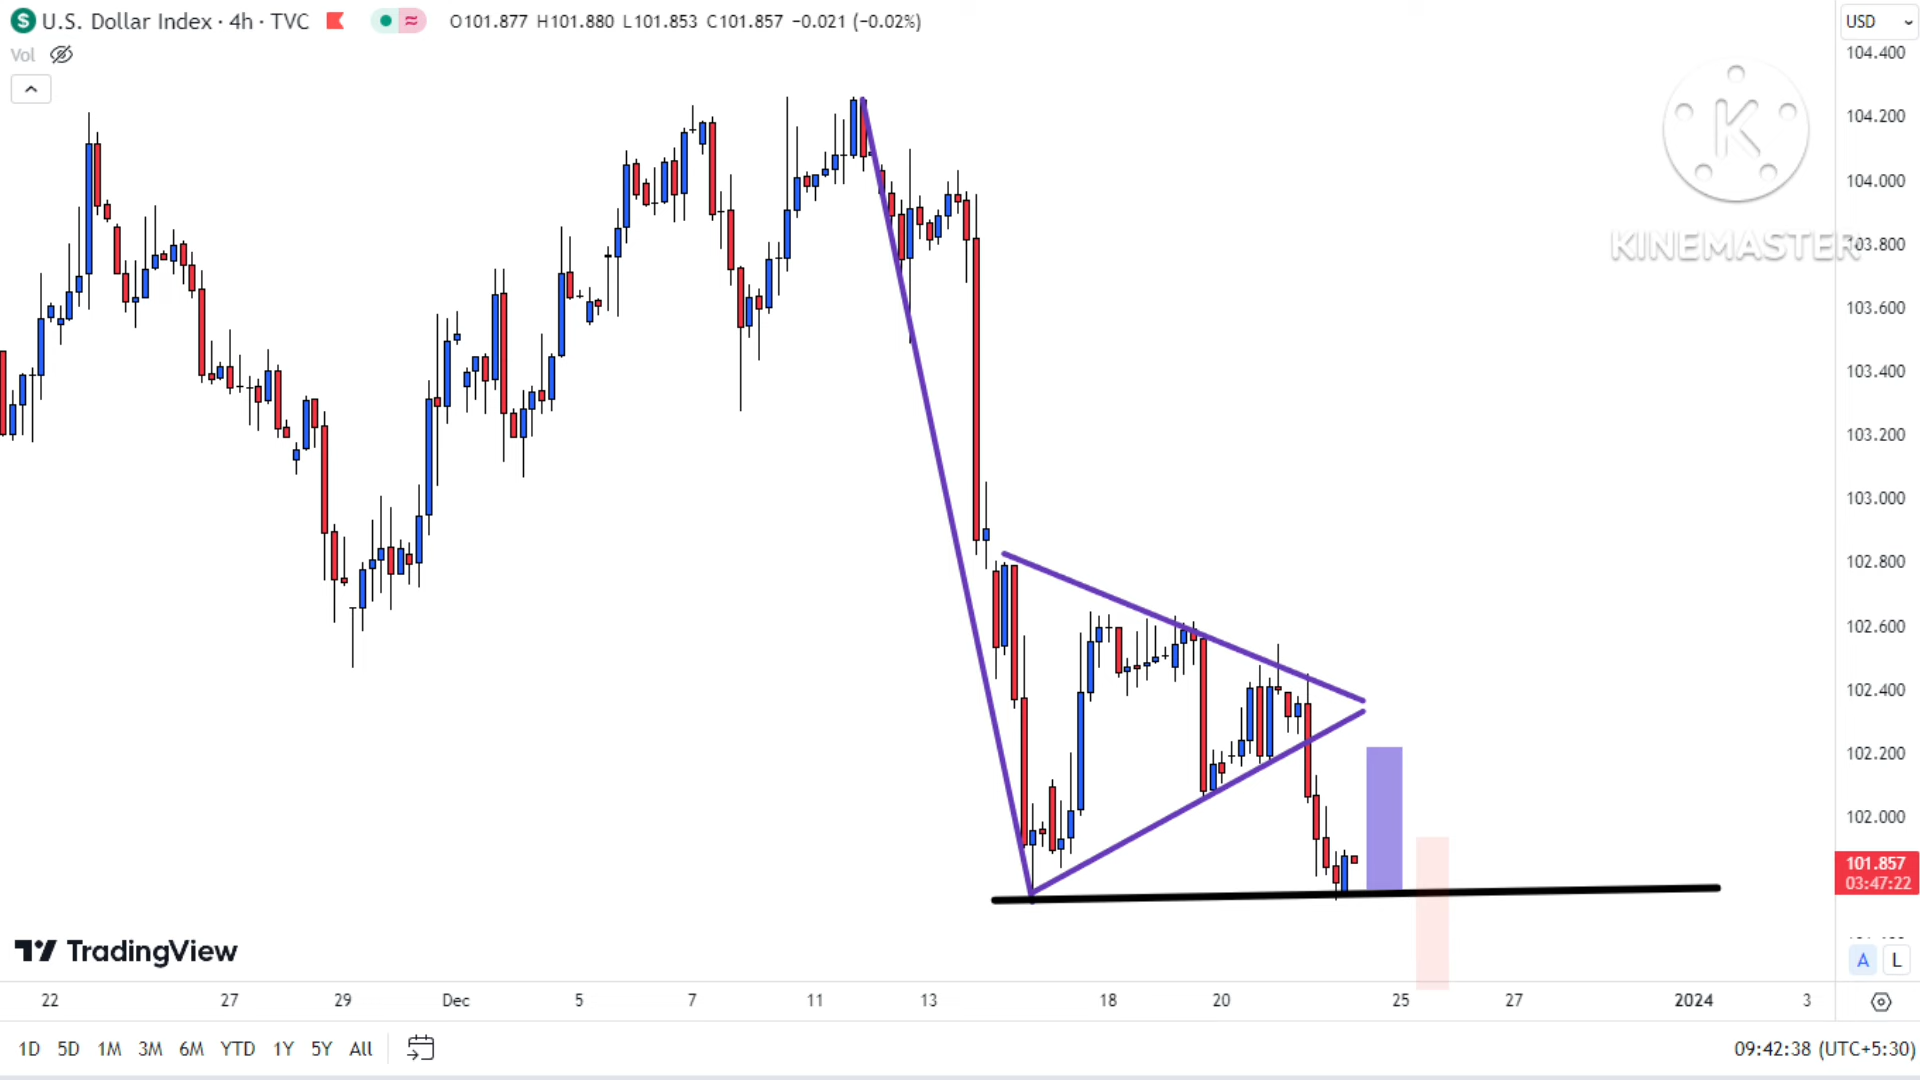 U.S. Dollar Index · 4h · TVC O101.877 H101.880 L101.853 C101.857 −0.021 (−0.02%)
USD
Vol
104.400
104.200
104.000
103.800
103.600
103.400
103.200
103.000
102.800
102.600
102.400
102.200
102.000
101.857
03:47:22
K
KINEMASTER
TradingView
A L
22 27 29 Dec 5 7 11 13 18 20 25 27 2024 3
1D 5D 1M 3M 6M YTD 1Y 5Y All
09:42:38 (UTC+5:30)